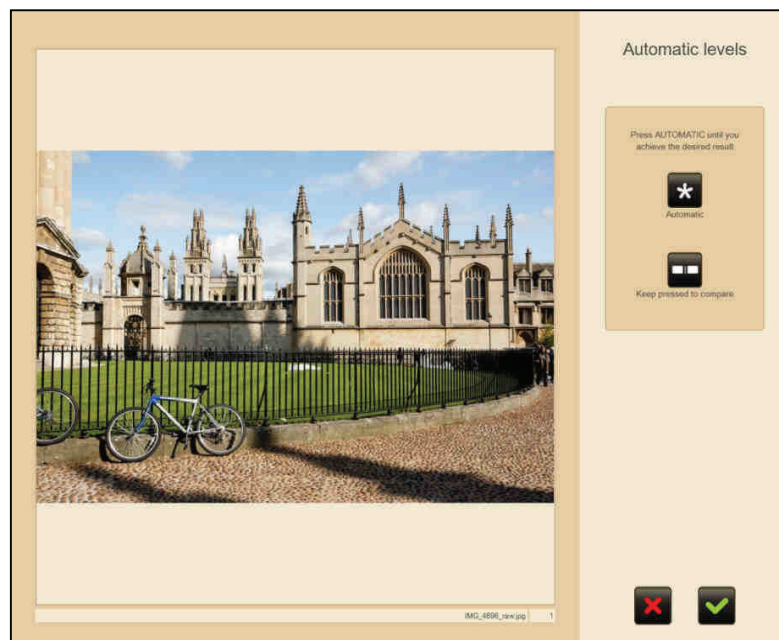 Automatic levels
Press AUTOMATIC until you
achieve the desired result
Automatic
Keep pressed to compare
IMG_4696_raw.jpg 1